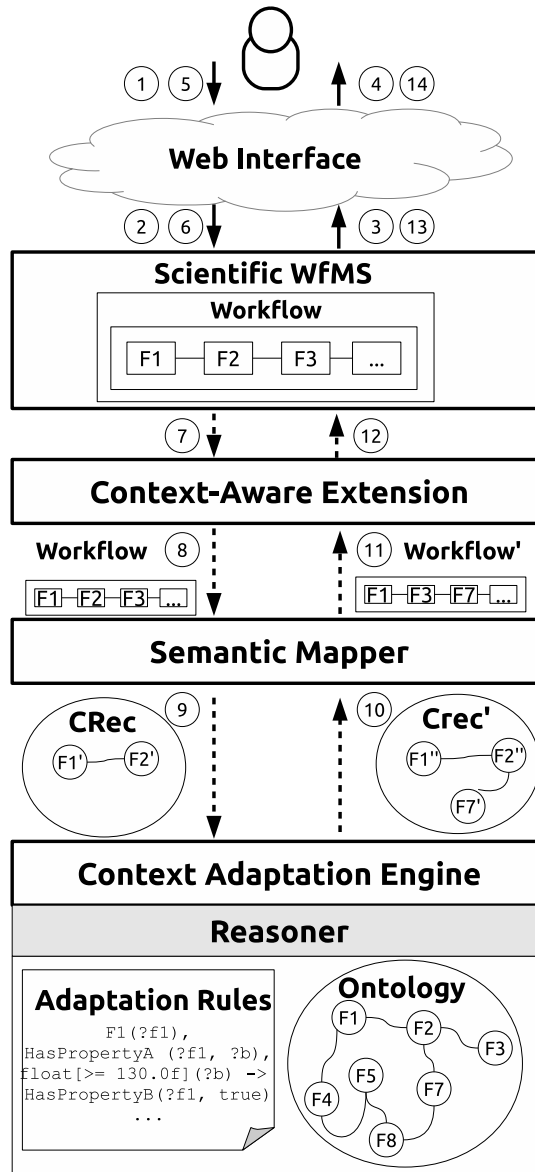 1 5 4 14
Web Interface
2 6 3 13
Scientific WfMS
Workflow
F1 F2 F3 ...
7 12
Context-Aware Extension
Workflow 8 11 Workflow'
F1 F2 F3 ... F1 F3 F7 ...
Semantic Mapper
CRec 9 10 Crec'
F1' F2' F1'' F2''
F7'
Context Adaptation Engine
Reasoner
Adaptation Rules
F1(?f1),
HasPropertyA (?f1, ?b),
float[>= 130.0f](?b) ->
HasPropertyB(?f1, true)
...
Ontology
F1 F2
F3
F5
F4 F7
F8